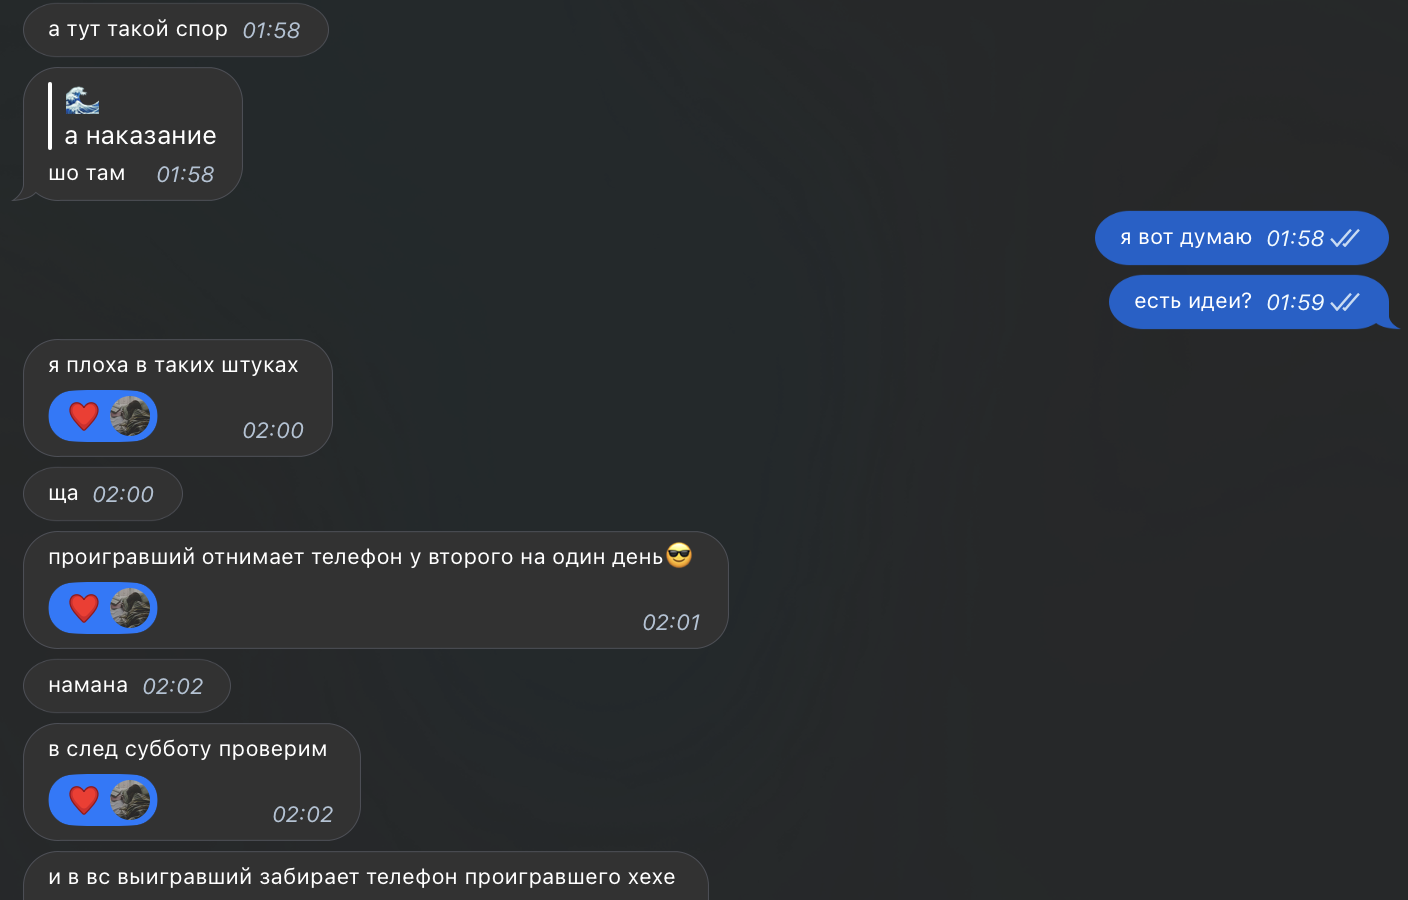 а тут такой спор 01:58
🌊
а наказание
шо там 01:58
я вот думаю 01:58
есть идеи? 01:59
я плоха в таких штуках
02:00
ща 02:00
проигравший отнимает телефон у второго на один день😎
02:01
намана 02:02
в след субботу проверим
02:02
и в вс выигравший забирает телефон проигравшего хехе